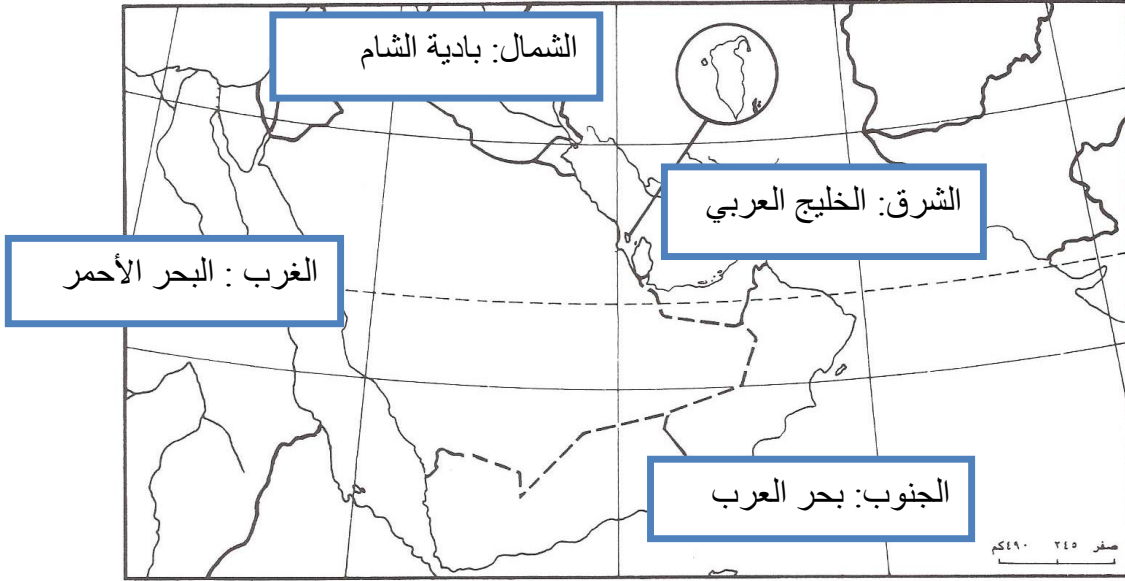 الشمال: بادية الشام
الشرق: الخليج العربي
الغرب : البحر الأحمر
الجنوب: بحر العرب
صفر ٢٤٥ ٤٩٠كم